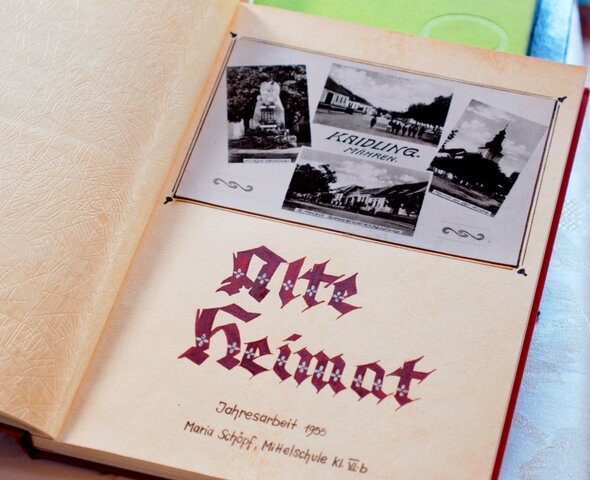 KAIDLING.
MÄHREN.
Alte
Heimat
Jahresarbeit 1955
Maria Schöpf, Mittelschule Kl. VI b